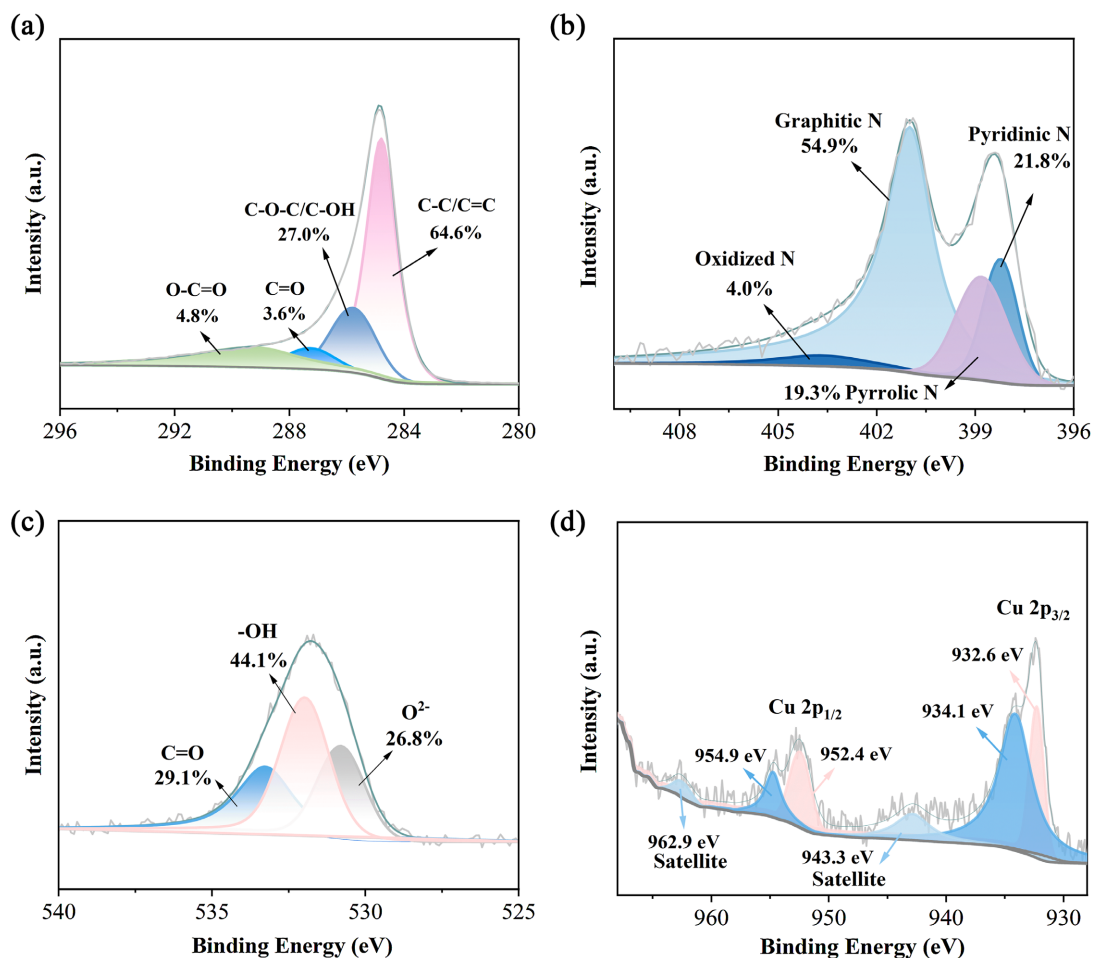 (a)
Intensity (a.u.)
C-O-C/C-OH
27.0%
C-C/C=C
64.6%
O-C=O
4.8%
C=O
3.6%
296 292 288 284 280
Binding Energy (eV)
(b)
Intensity (a.u.)
Graphitic N
54.9%
Pyridinic N
21.8%
Oxidized N
4.0%
19.3% Pyrrolic N
408 405 402 399 396
Binding Energy (eV)
(c)
Intensity (a.u.)
-OH
44.1%
O2-
26.8%
C=O
29.1%
540 535 530 525
Binding Energy (eV)
(d)
Intensity (a.u.)
Cu 2p3/2
932.6 eV
934.1 eV
Cu 2p1/2
954.9 eV
952.4 eV
962.9 eV
Satellite
943.3 eV
Satellite
960 950 940 930
Binding Energy (eV)